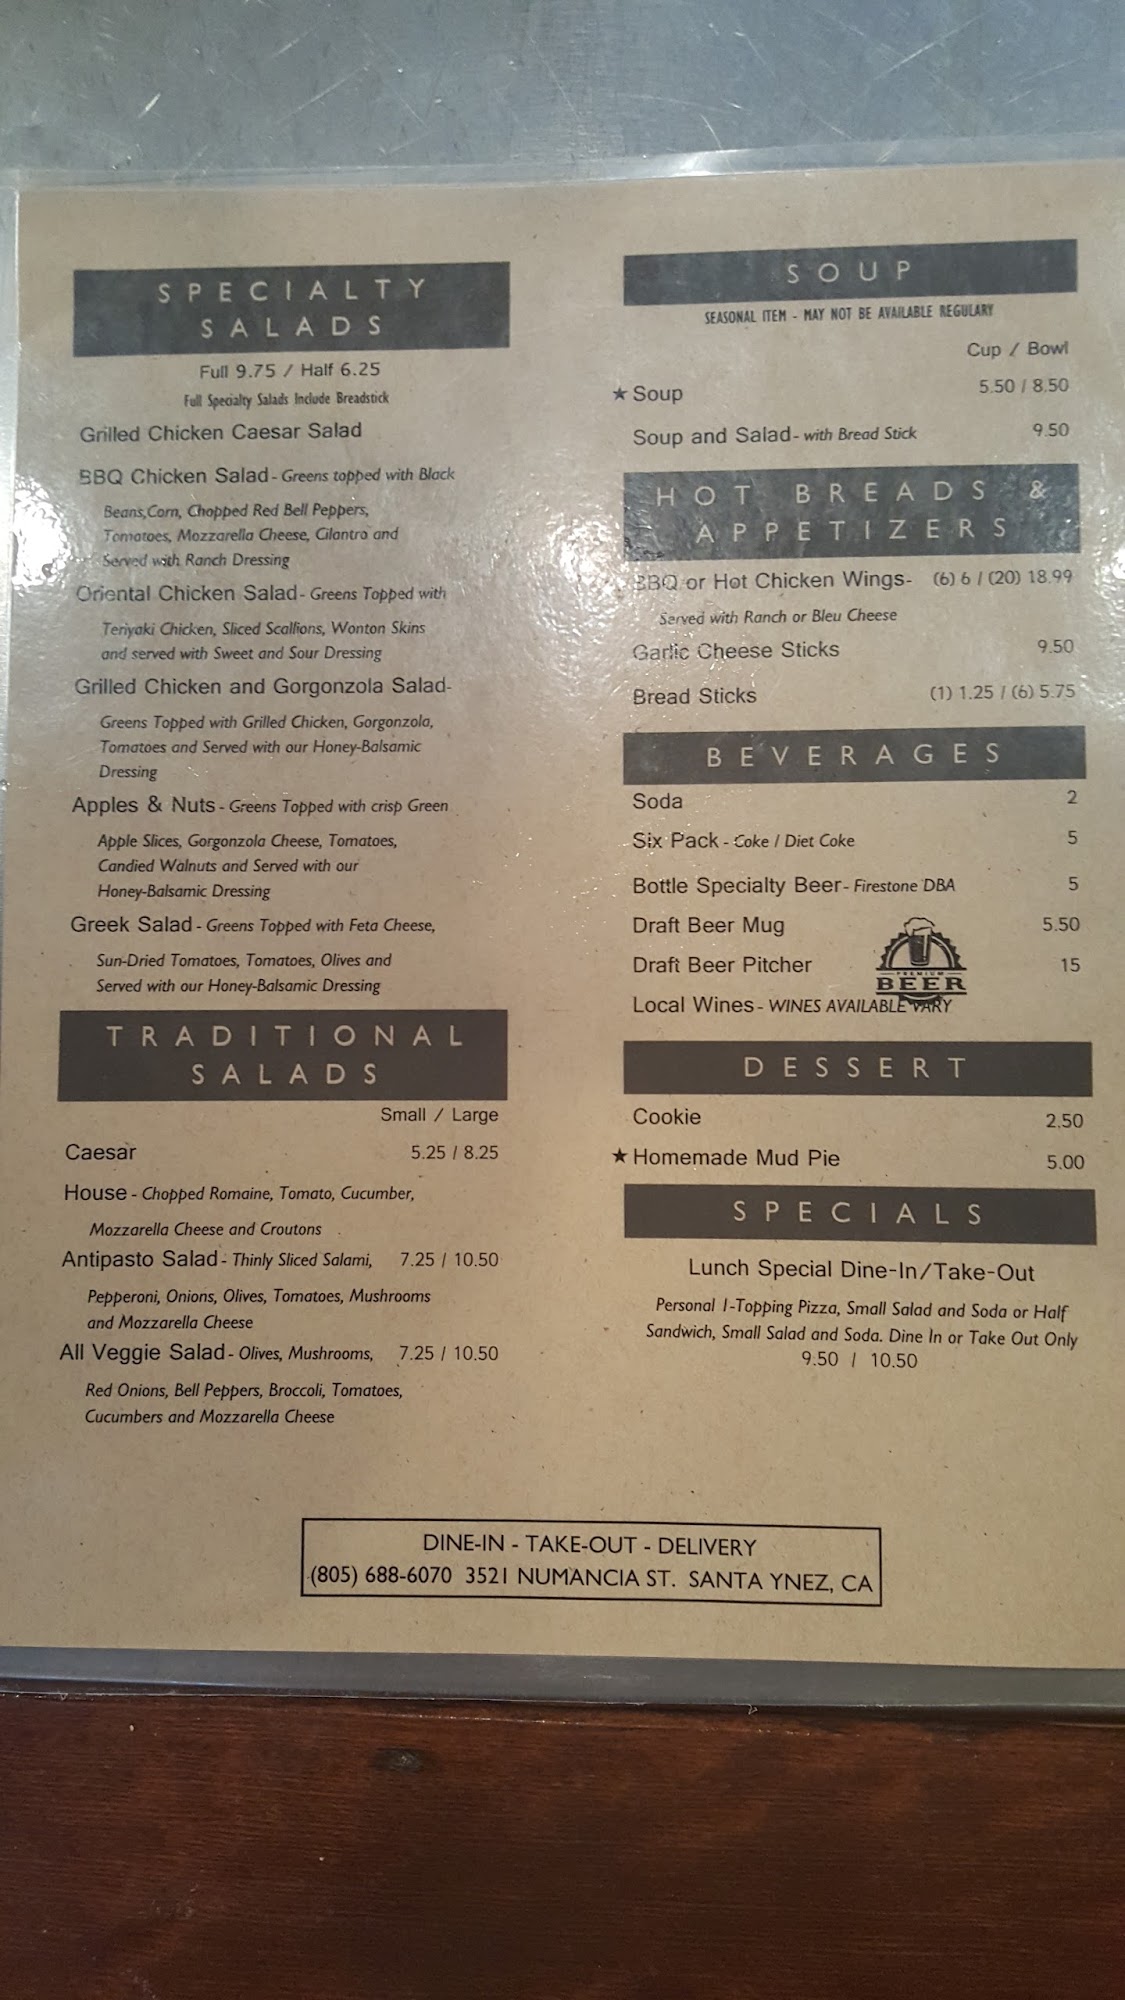 SPECIALTY
SALADS
Full 9.75 / Half 6.25
Full Specialty Salads Include Breadstick
Grilled Chicken Caesar Salad
BBQ Chicken Salad - Greens topped with Black
Beans,Corn, Chopped Red Bell Peppers,
Tomatoes, Mozzarella Cheese, Cilantro and
Served with Ranch Dressing
Oriental Chicken Salad - Greens Topped with
Teriyaki Chicken, Sliced Scallions, Wonton Skins
and served with Sweet and Sour Dressing
Grilled Chicken and Gorgonzola Salad-
Greens Topped with Grilled Chicken, Gorgonzola,
Tomatoes and Served with our Honey-Balsamic
Dressing
Apples & Nuts - Greens Topped with crisp Green
Apple Slices, Gorgonzola Cheese, Tomatoes,
Candied Walnuts and Served with our
Honey-Balsamic Dressing
Greek Salad - Greens Topped with Feta Cheese,
Sun-Dried Tomatoes, Tomatoes, Olives and
Served with our Honey-Balsamic Dressing
TRADITIONAL
SALADS
Small / Large
Caesar 5.25 / 8.25
House - Chopped Romaine, Tomato, Cucumber,
Mozzarella Cheese and Croutons
Antipasto Salad - Thinly Sliced Salami, 7.25 / 10.50
Pepperoni, Onions, Olives, Tomatoes, Mushrooms
and Mozzarella Cheese
All Veggie Salad - Olives, Mushrooms, 7.25 / 10.50
Red Onions, Bell Peppers, Broccoli, Tomatoes,
Cucumbers and Mozzarella Cheese
SOUP
SEASONAL ITEM - MAY NOT BE AVAILABLE REGULARY
Cup / Bowl
★ Soup 5.50 / 8.50
Soup and Salad - with Bread Stick 9.50
HOT BREADS &
APPETIZERS
BBQ or Hot Chicken Wings- (6) 6 / (20) 18.99
Served with Ranch or Bleu Cheese
Garlic Cheese Sticks 9.50
Bread Sticks (1) 1.25 / (6) 5.75
BEVERAGES
Soda 2
Six Pack - Coke / Diet Coke 5
Bottle Specialty Beer - Firestone DBA 5
Draft Beer Mug 5.50
Draft Beer Pitcher 15
PREMIUM
BEER
Local Wines - WINES AVAILABLE VARY
DESSERT
Cookie 2.50
★ Homemade Mud Pie 5.00
SPECIALS
Lunch Special Dine-In/Take-Out
Personal 1-Topping Pizza, Small Salad and Soda or Half
Sandwich, Small Salad and Soda. Dine In or Take Out Only
9.50 / 10.50
DINE-IN - TAKE-OUT - DELIVERY
(805) 688-6070 3521 NUMANCIA ST. SANTA YNEZ, CA